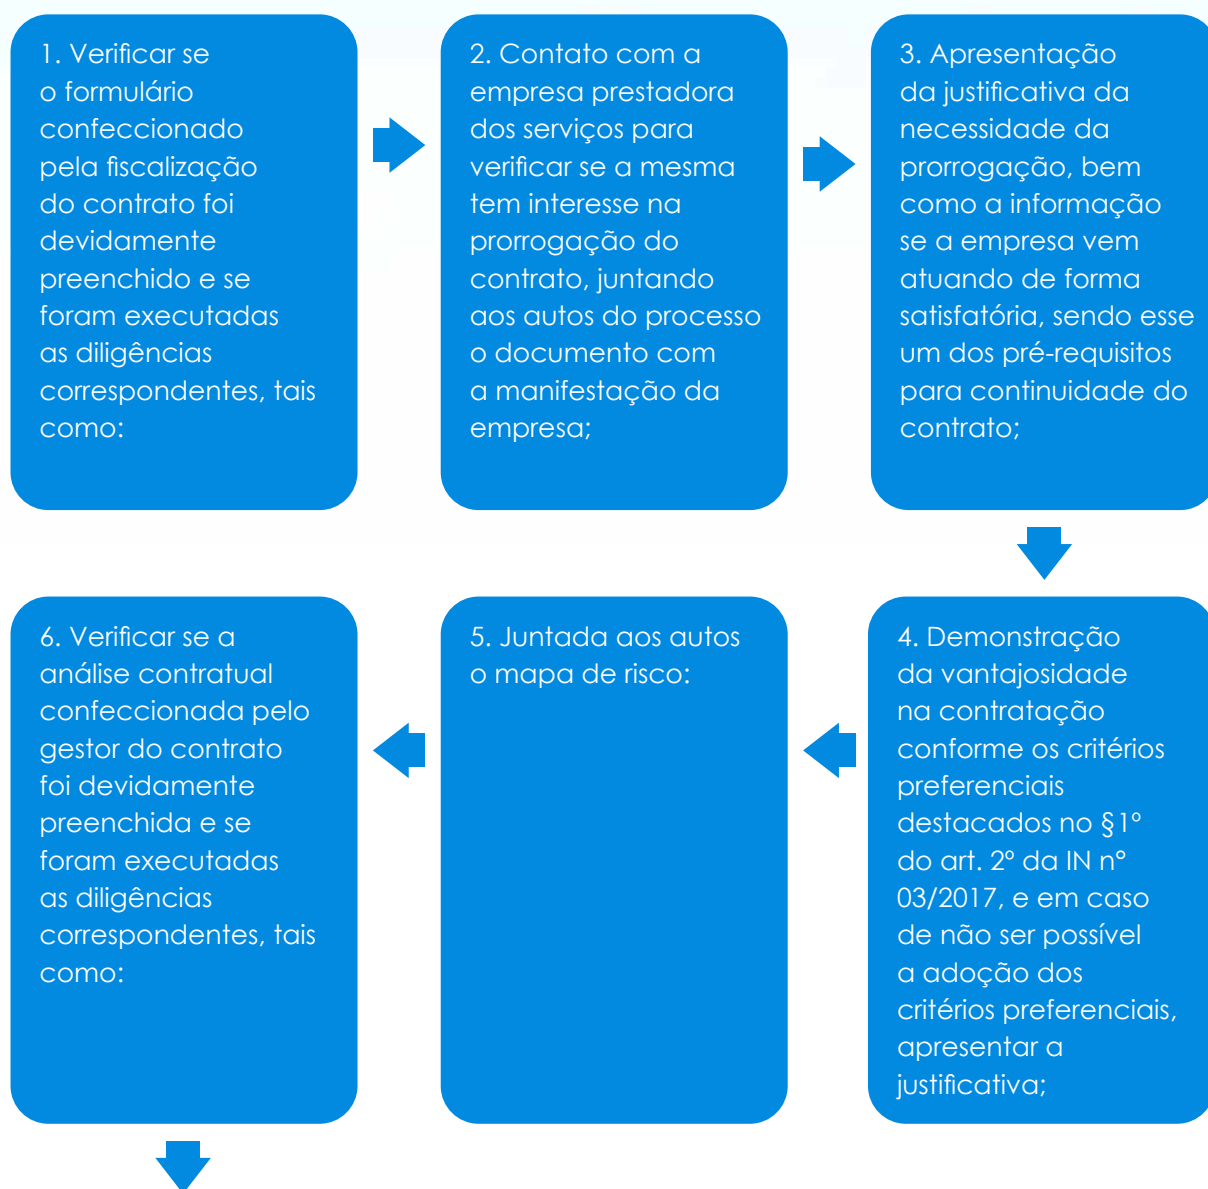 1. Verificar se
o formulário
confeccionado
pela fiscalização
do contrato foi
devidamente
preenchido e se
foram executadas
as diligências
correspondentes, tais
como:
2. Contato com a
empresa prestadora
dos serviços para
verificar se a mesma
tem interesse na
prorrogação do
contrato, juntando
aos autos do processo
o documento com
a manifestação da
empresa;
3. Apresentação
da justificativa da
necessidade da
prorrogação, bem
como a informação
se a empresa vem
atuando de forma
satisfatória, sendo esse
um dos pré-requisitos
para continuidade do
contrato;
4. Demonstração
da vantajosidade
na contratação
conforme os critérios
preferenciais
destacados no §1º
do art. 2º da IN n°
03/2017, e em caso
de não ser possível
a adoção dos
critérios preferenciais,
apresentar a
justificativa;
5. Juntada aos autos
o mapa de risco:
6. Verificar se a
análise contratual
confeccionada pelo
gestor do contrato
foi devidamente
preenchida e se
foram executadas
as diligências
correspondentes, tais
como: